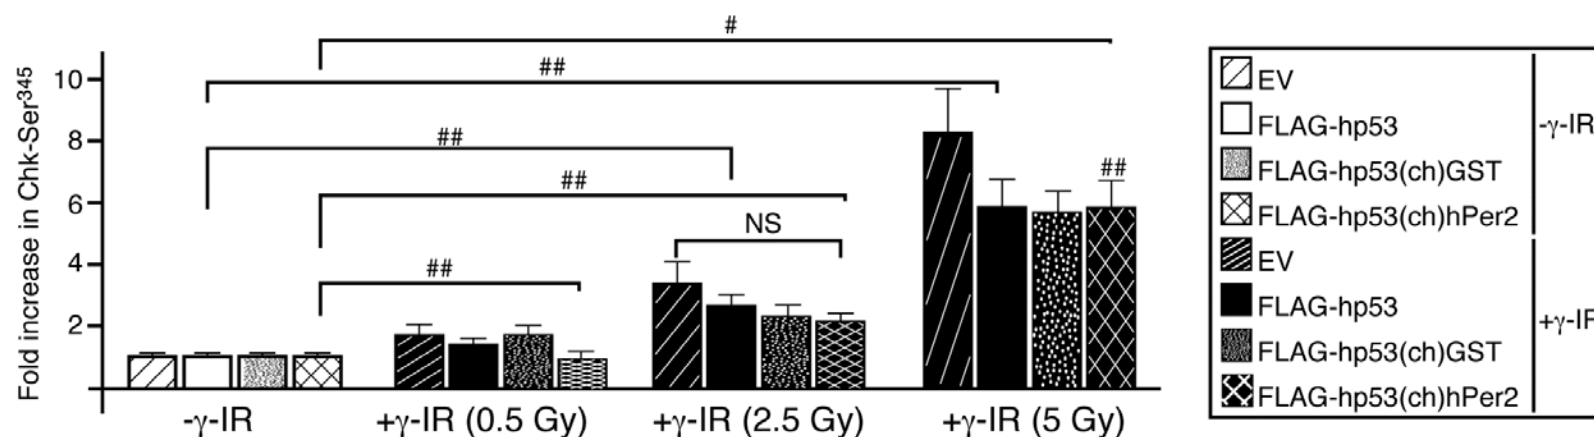 #
##
##
##
##
NS
##
Fold increase in Chk-Ser³⁴⁵
10
8
6
4
2
-γ-IR
+γ-IR (0.5 Gy)
+γ-IR (2.5 Gy)
+γ-IR (5 Gy)
EV
FLAG-hp53
FLAG-hp53(ch)GST
FLAG-hp53(ch)hPer2
-γ-IR
EV
FLAG-hp53
FLAG-hp53(ch)GST
FLAG-hp53(ch)hPer2
+γ-IR